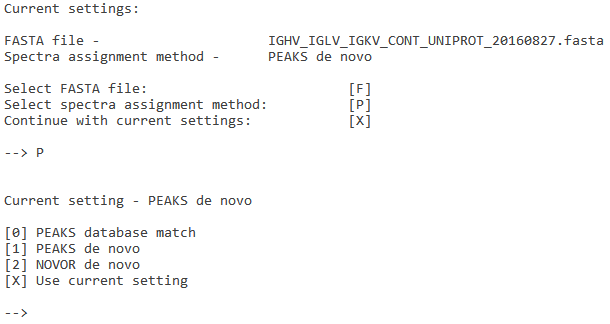 Current settings:
FASTA file - IGHV_IGLV_IGKV_CONT_UNIPROT_20160827.fasta
Spectra assignment method - PEAKS de novo
Select FASTA file: [F]
Select spectra assignment method: [P]
Continue with current settings: [X]
--> P
Current setting - PEAKS de novo
[0] PEAKS database match
[1] PEAKS de novo
[2] NOVOR de novo
[X] Use current setting
-->